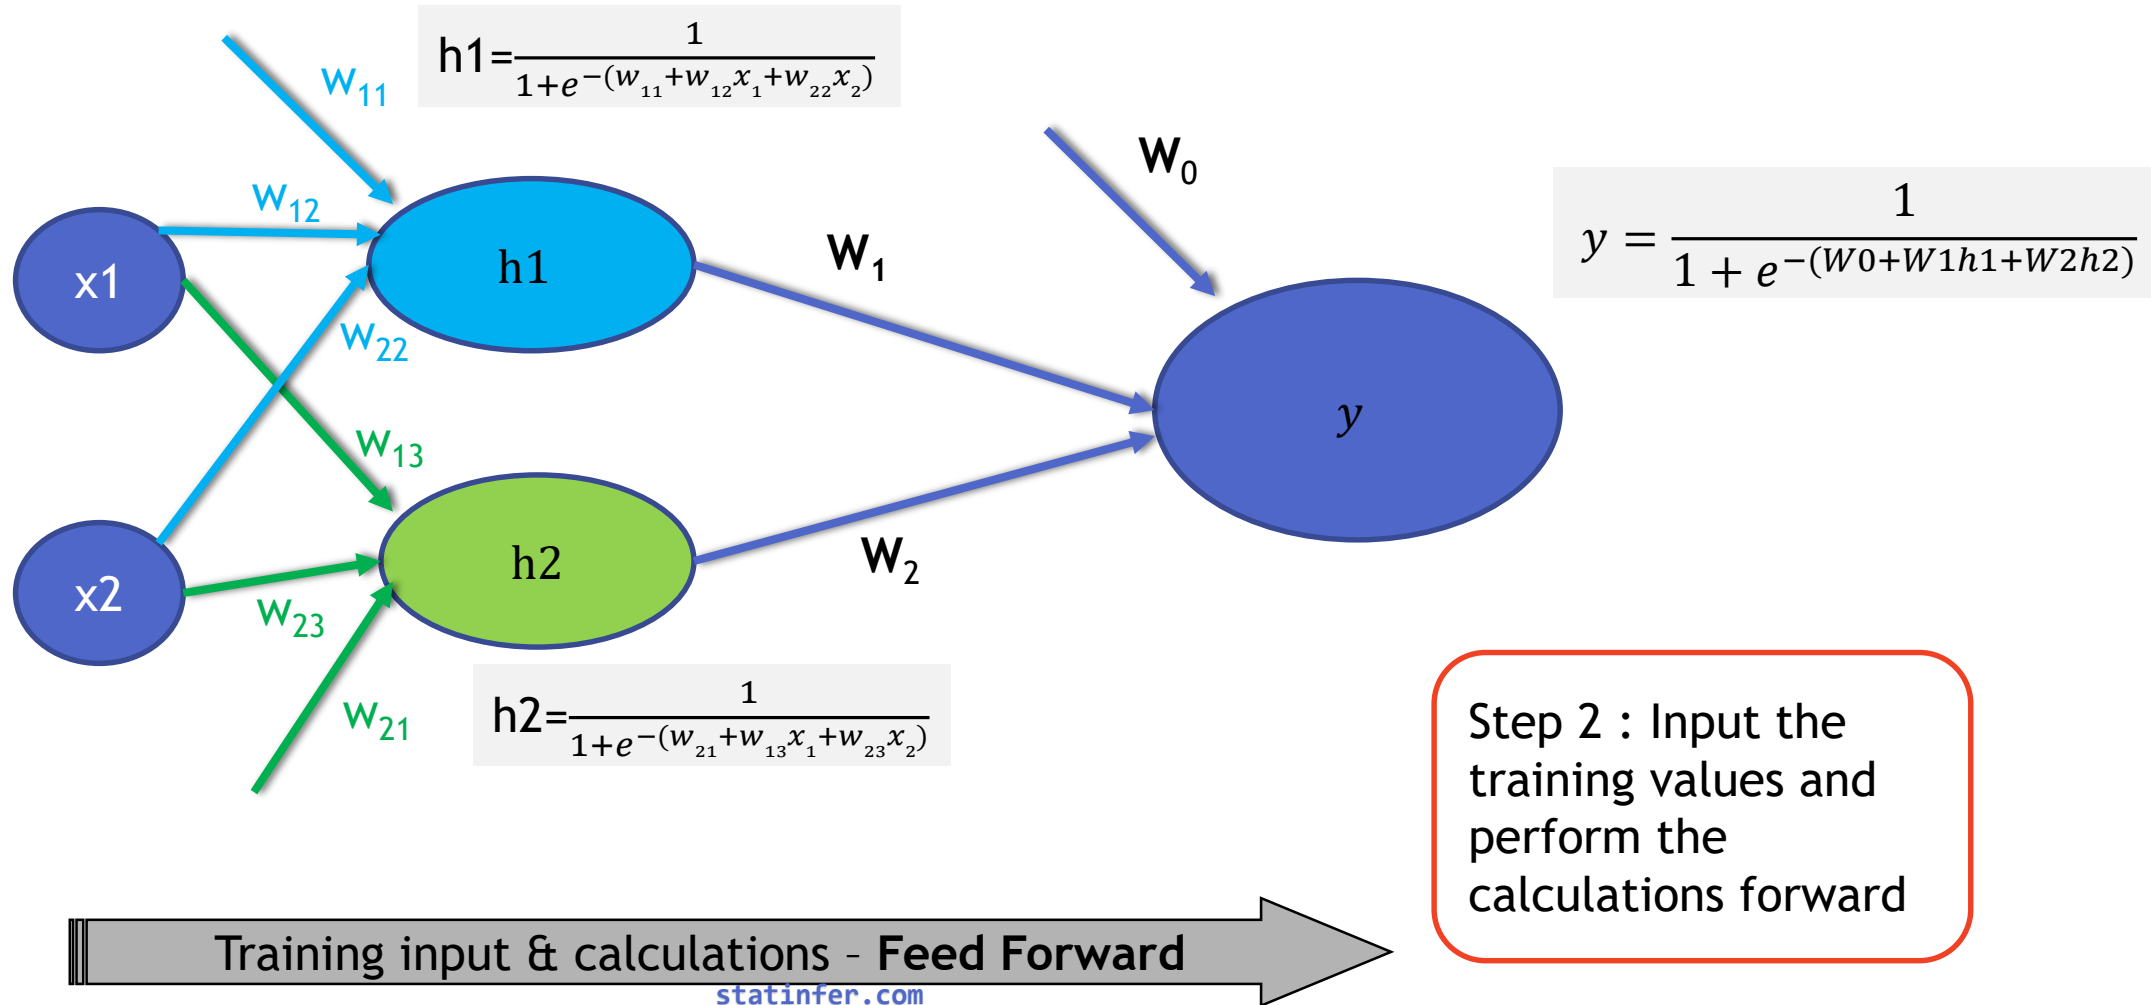 h1=1/(1+e^−(w₁₁+w₁₂x₁+w₂₂x₂))
w₁₁
W₀
w₁₂
y = 1/(1 + e^−(W0+W1h1+W2h2))
x1
h1
W₁
w₂₂
w₁₃
y
x2
h2
W₂
w₂₃
w₂₁
h2=1/(1+e^−(w₂₁+w₁₃x₁+w₂₃x₂))
Step 2 : Input the
training values and
perform the
calculations forward
Training input & calculations – Feed Forward
statinfer.com